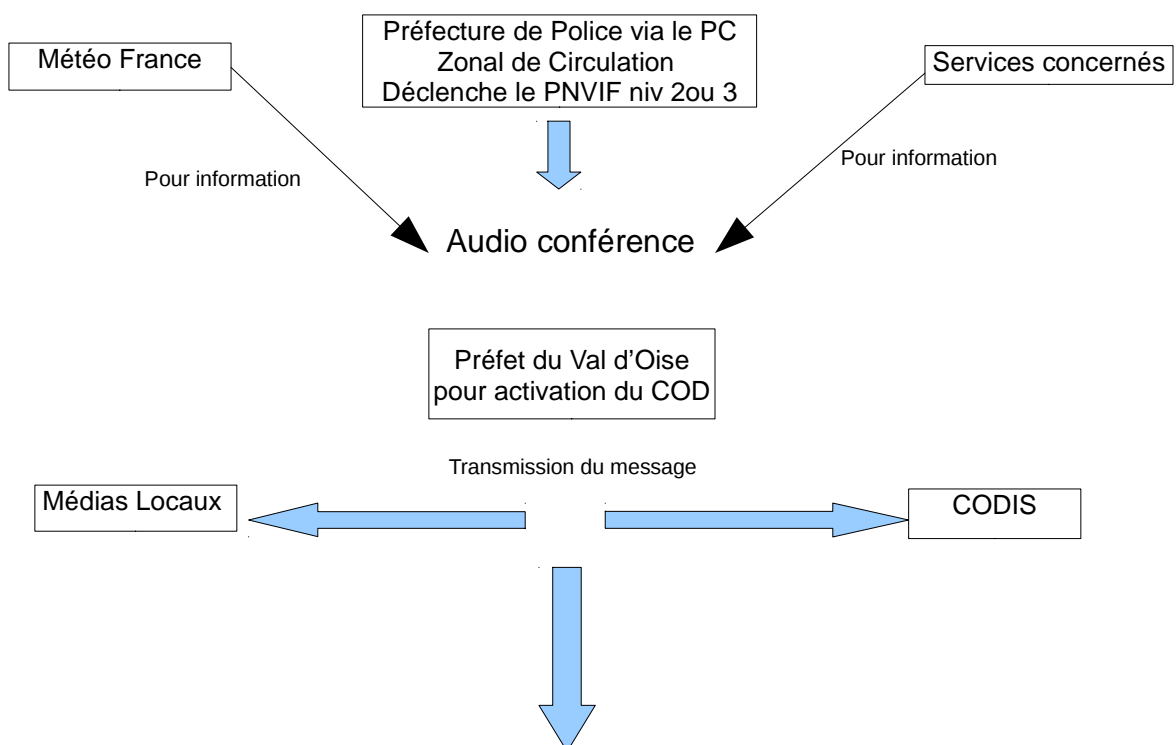 Météo France
Préfecture de Police via le PC
Zonal de Circulation
Déclenche le PNVIF niv 2ou 3
Services concernés
Pour information
Pour information
Audio conférence
Préfet du Val d’Oise
pour activation du COD
Transmission du message
Médias Locaux
CODIS